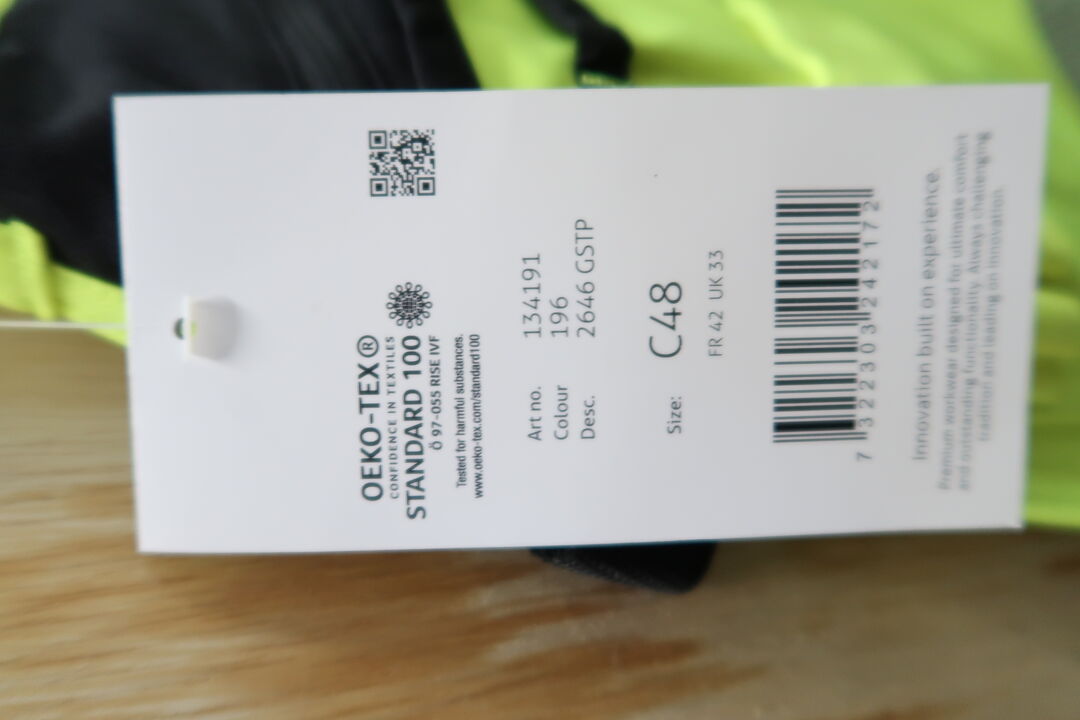 OEKO-TEX®
CONFIDENCE IN TEXTILES
STANDARD 100
Ö 97-055 RISE IVF
Tested for harmful substances.
www.oeko-tex.com/standard100
Art no. 134191
Colour 196
Desc. 2646 GSTP
Size: C48
FR 42 UK 33
7 322303 242172
Innovation built on experience.
Premium workwear designed for ultimate comfort
and outstanding functionality. Always challenging
tradition and leading on innovation.